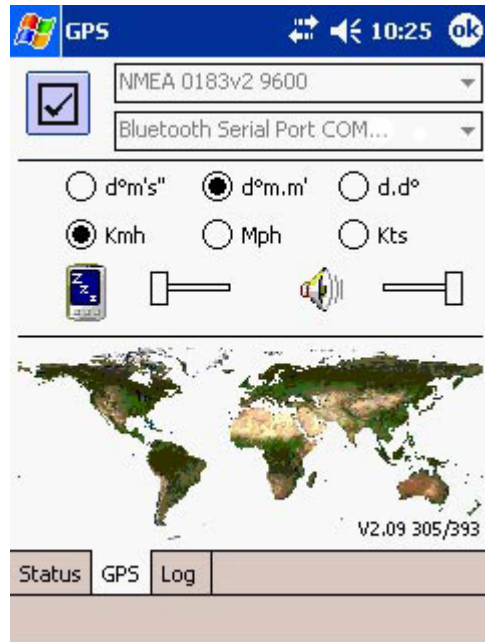 GPS 10:25 ok
NMEA 0183v2 9600
Bluetooth Serial Port COM...
d°m's" d°m.m' d.d°
Kmh Mph Kts
z z z
V2.09 305/393
Status GPS Log